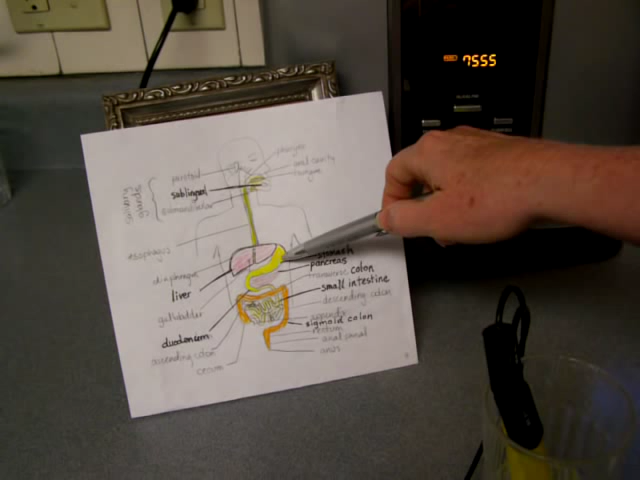 7555
pharynx
oral cavity
tongue
parotid
sublingual
submandibular
salivary
glands
esophagus
stomach
pancreas
transverse colon
diaphragm
liver
small intestine
descending colon
gallbladder
appendix
sigmoid colon
rectum
duodenum
anal canal
ascending colon
anus
cecum